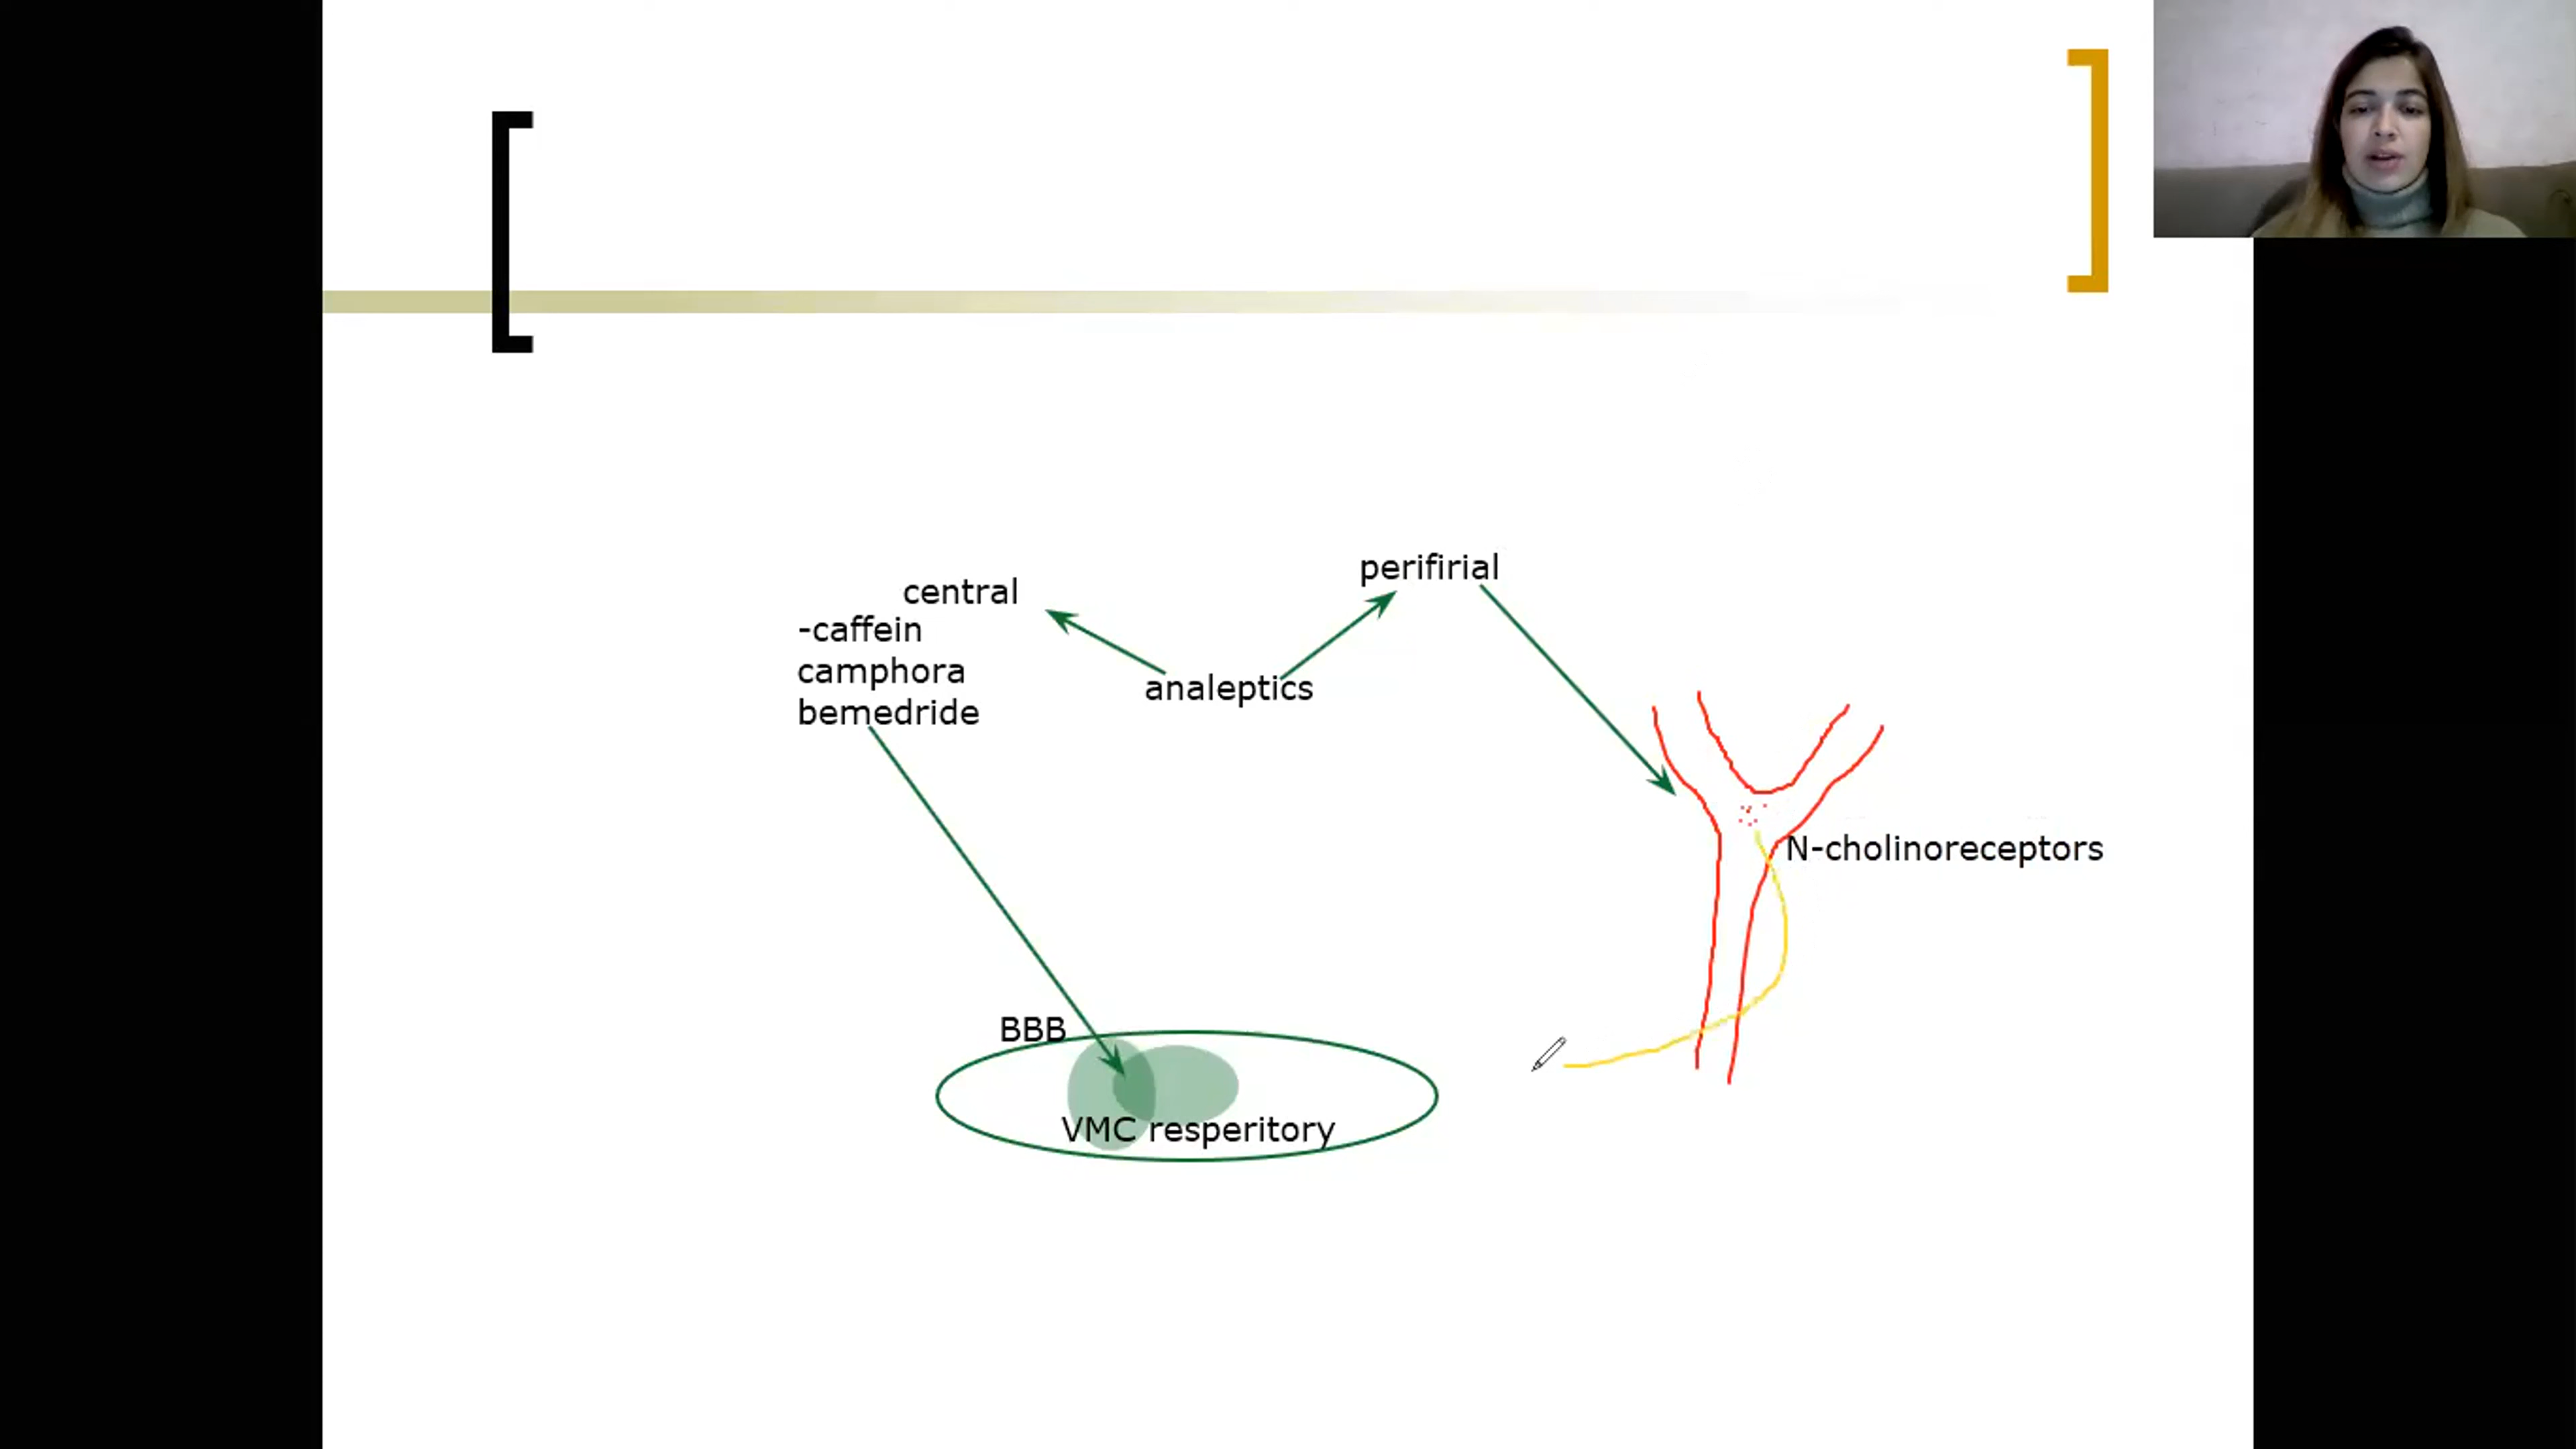 perifirial
central
-caffein
camphora
bemedride
analeptics
N-cholinoreceptors
BBB
VMC resperitory